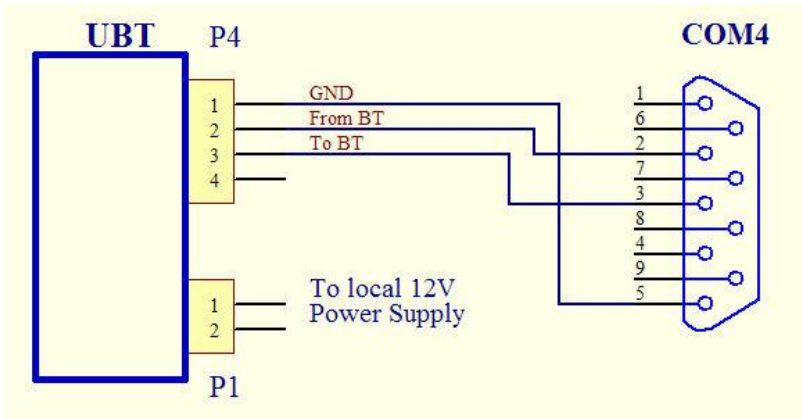 UBT
P4
COM4
1
GND
2
From BT
3
To BT
4
1
6
2
7
3
8
4
9
5
1
2
To local 12V
Power Supply
P1